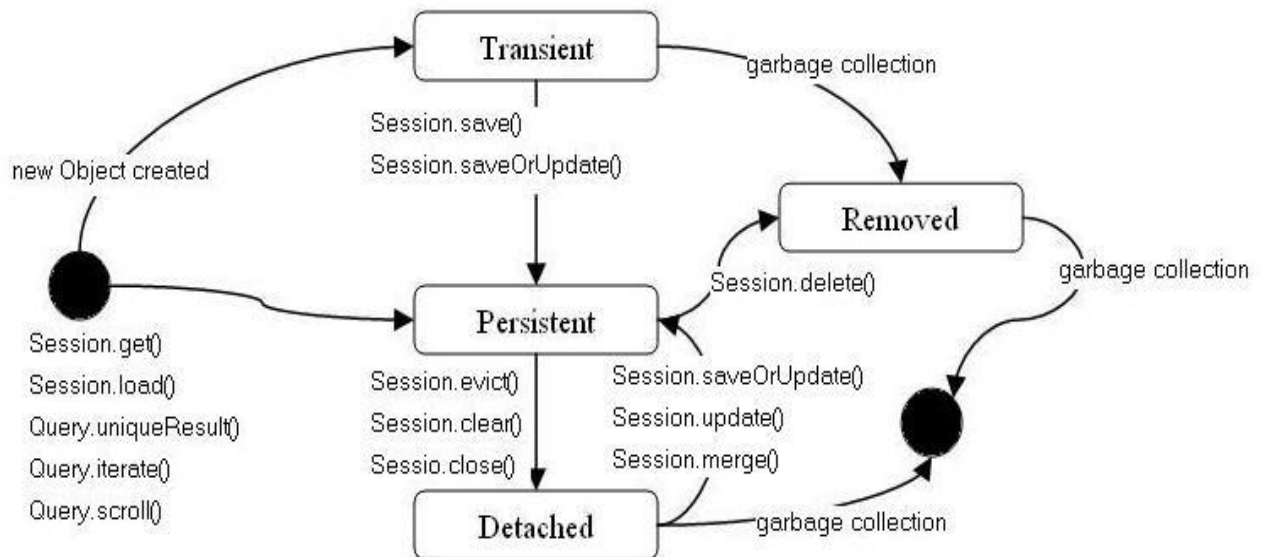 Transient
garbage collection
Session.save()
Session.saveOrUpdate()
new Object created
Removed
garbage collection
Session.delete()
Persistent
Session.get()
Session.load()
Query.uniqueResult()
Query.iterate()
Query.scroll()
Session.evict()
Session.clear()
Sessio.close()
Session.saveOrUpdate()
Session.update()
Session.merge()
Detached
garbage collection